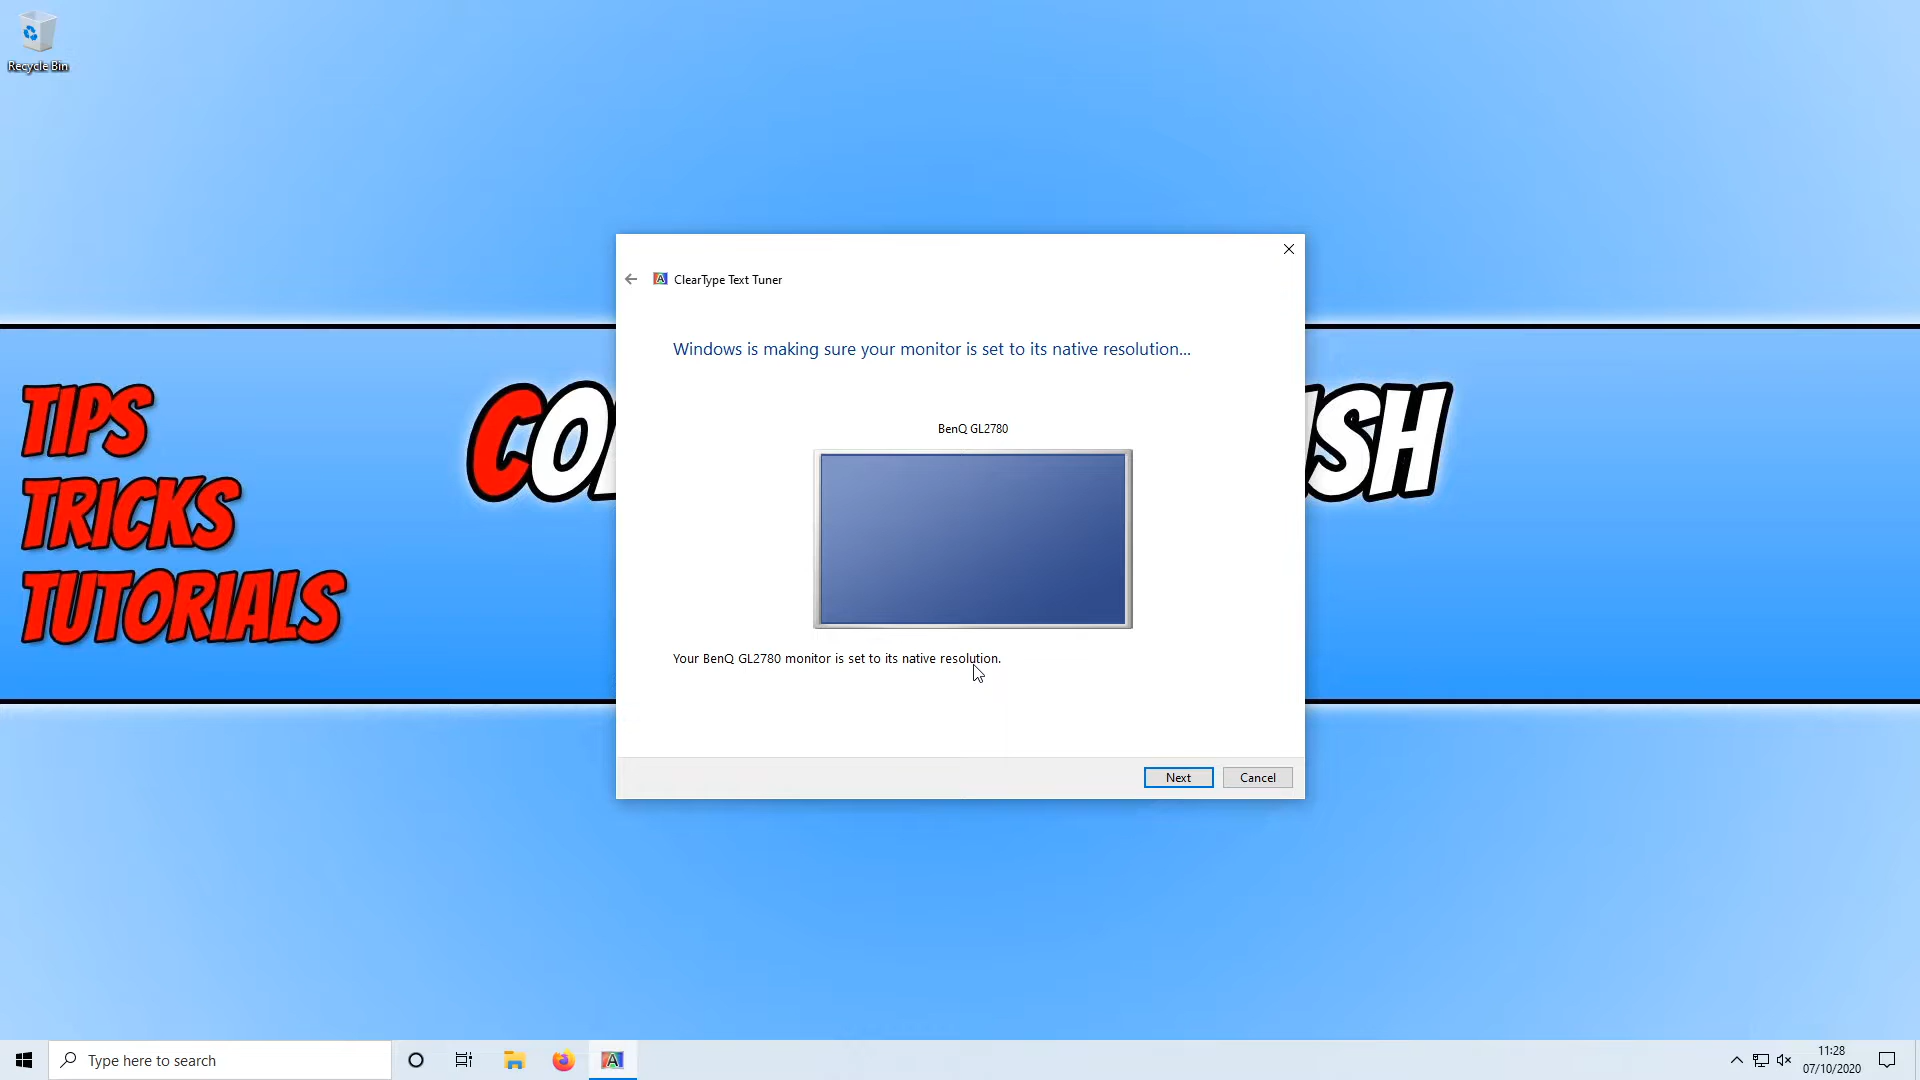 Recycle Bin
ClearType Text Tuner
Windows is making sure your monitor is set to its native resolution...
BenQ GL2780
Your BenQ GL2780 monitor is set to its native resolution.
Next
Cancel
TIPS
TRICKS
TUTORIALS
CO
SH
Type here to search
11:28
07/10/2020